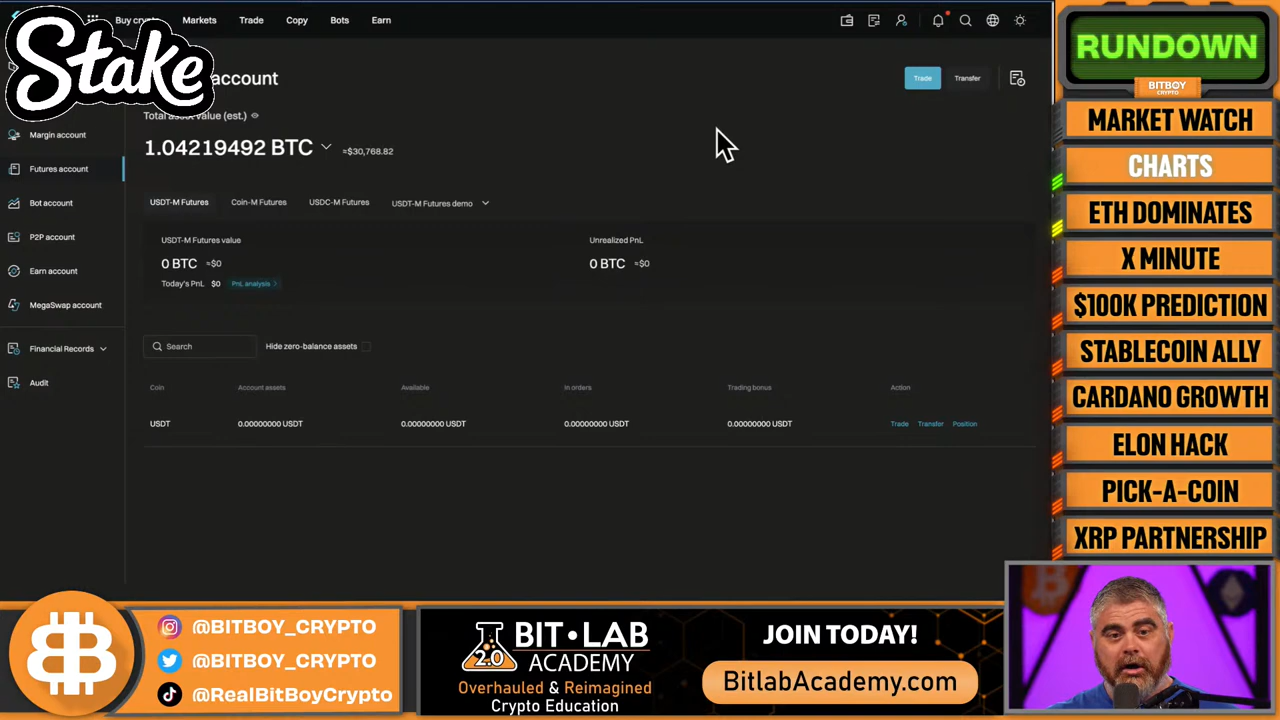 Stake
Buy cry
Markets
Trade
Copy
Bots
Earn
account
Trade
Transfer
Total asset value (est.)
1.04219492 BTC
≈$30,768.82
Margin account
Futures account
Bot account
P2P account
Earn account
MegaSwap account
Financial Records
Audit
USDT-M Futures
Coin-M Futures
USDC-M Futures
USDT-M Futures demo
USDT-M Futures value
Unrealized PnL
0 BTC ≈$0
0 BTC ≈$0
Today's PnL $0 PnL analysis >
Search
Hide zero-balance assets
Coin
Account assets
Available
In orders
Trading bonus
Action
USDT
0.00000000 USDT
0.00000000 USDT
0.00000000 USDT
0.00000000 USDT
Trade
Transfer
Position
RUNDOWN
BITBOY
CRYPTO
MARKET WATCH
CHARTS
ETH DOMINATES
X MINUTE
$100K PREDICTION
STABLECOIN ALLY
CARDANO GROWTH
ELON HACK
PICK-A-COIN
XRP PARTNERSHIP
@BITBOY_CRYPTO
@BITBOY_CRYPTO
@RealBitBoyCrypto
2.0
BIT•LAB
ACADEMY
Overhauled & Reimagined
Crypto Education
JOIN TODAY!
BitlabAcademy.com